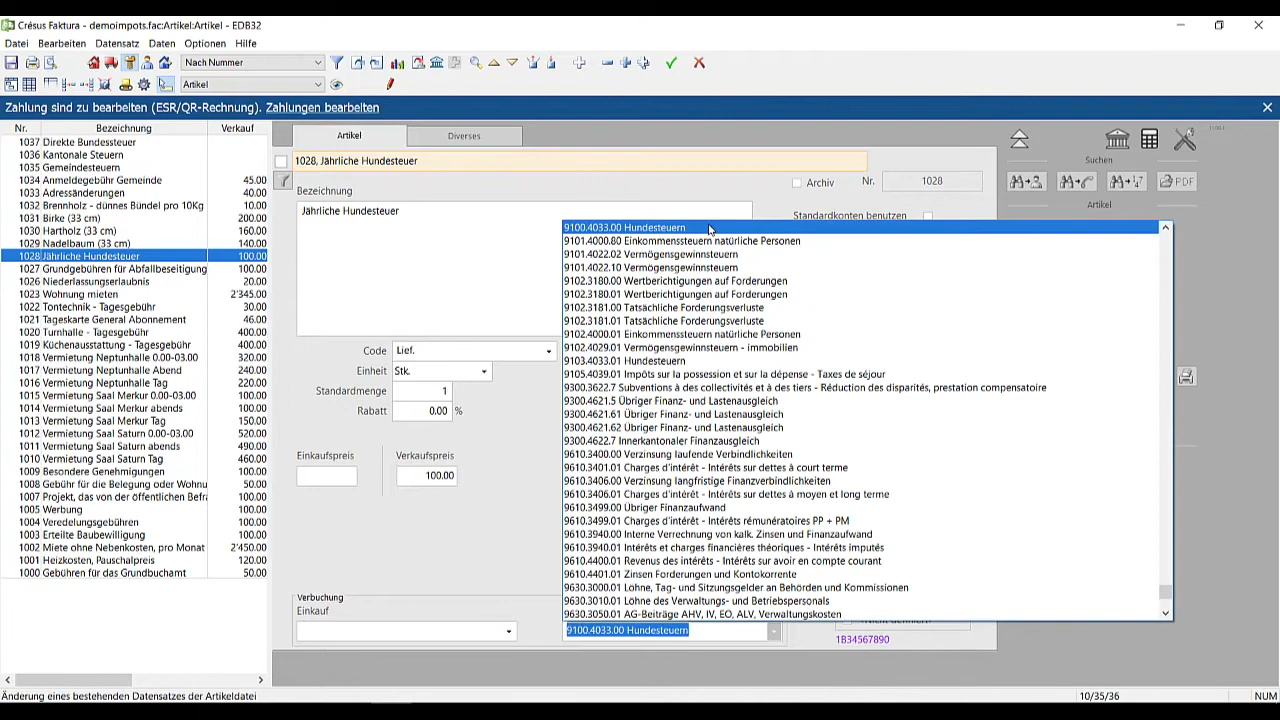 Crésus Faktura - demoimpots.fac:Artikel:Artikel - EDB32
Datei Bearbeiten Datensatz Daten Optionen Hilfe
Nach Nummer
Artikel
Zahlung sind zu bearbeiten (ESR/QR-Rechnung). Zahlungen bearbeiten
Nr. Bezeichnung Verkauf
1037 Direkte Bundessteuer
1036 Kantonale Steuern
1035 Gemeindesteuern
1034 Anmeldegebühr Gemeinde 45.00
1033 Adressänderungen 40.00
1032 Brennholz - dünnes Bündel pro 10Kg 10.00
1031 Birke (33 cm) 200.00
1030 Hartholz (33 cm) 160.00
1029 Nadelbaum (33 cm) 140.00
1028 Jährliche Hundesteuer 100.00
1027 Grundgebühren für Abfallbeseitigung 100.00
1026 Niederlassungserlaubnis 20.00
1023 Wohnung mieten 2'345.00
1022 Tontechnik - Tagesgebühr 30.00
1021 Tageskarte General Abonnement 46.00
1020 Turnhalle - Tagesgebühr 400.00
1019 Küchenausstattung - Tagesgebühr 400.00
1018 Vermietung Neptunhalle 0.00-03.00 320.00
1017 Vermietung Neptunhalle Abend 240.00
1016 Vermietung Neptunhalle Tag 220.00
1015 Vermietung Saal Merkur 0.00-03.00 240.00
1014 Vermietung Saal Merkur abends 180.00
1013 Vermietung Saal Merkur Tag 150.00
1012 Vermietung Saal Saturn 0.00-03.00 520.00
1011 Vermietung Saal Saturn abends 490.00
1010 Vermietung Saal Saturn Tag 460.00
1009 Besondere Genehmigungen 100.00
1008 Gebühr für die Belegung oder Wohnu 50.00
1007 Projekt, das von der öffentlichen Befra 100.00
1005 Werbung 100.00
1004 Veredelungsgebühren 100.00
1003 Erteilte Baubewilligung 100.00
1002 Miete ohne Nebenkosten, pro Monat 2'450.00
1001 Heizkosten, Pauschalpreis 120.00
1000 Gebühren für das Grundbuchamt 50.00
Artikel Diverses
1028, Jährliche Hundesteuer
Archiv Nr. 1028
Bezeichnung
Jährliche Hundesteuer
Standardkonten benutzen
9100.4033.00 Hundesteuern
9101.4000.80 Einkommenssteuern natürliche Personen
9101.4022.02 Vermögensgewinnsteuern
9101.4022.10 Vermögensgewinnsteuern
9102.3180.00 Wertberichtigungen auf Forderungen
9102.3180.01 Wertberichtigungen auf Forderungen
9102.3181.00 Tatsächliche Forderungsverluste
9102.3181.01 Tatsächliche Forderungsverluste
9102.4000.01 Einkommenssteuern natürliche Personen
9102.4029.01 Vermögensgewinnsteuern - immobilien
9103.4033.01 Hundesteuern
9105.4039.01 Impôts sur la possession et sur la dépense - Taxes de séjour
9300.3622.7 Subventions à des collectivités et à des tiers - Réduction des disparités, prestation compensatoire
9300.4621.5 Übriger Finanz- und Lastenausgleich
9300.4621.61 Übriger Finanz- und Lastenausgleich
9300.4621.62 Übriger Finanz- und Lastenausgleich
9300.4622.7 Innerkantonaler Finanzausgleich
9610.3400.00 Verzinsung laufende Verbindlichkeiten
9610.3401.01 Charges d'intérêt - Intérêts sur dettes à court terme
9610.3406.00 Verzinsung langfristige Finanzverbindlichkeiten
9610.3406.01 Charges d'intérêt - Intérêts sur dettes à moyen et long terme
9610.3499.00 Übriger Finanzaufwand
9610.3499.01 Charges d'intérêt - Intérêts rémunératoires PP + PM
9610.3940.00 Interne Verrechnung von kalk. Zinsen und Finanzaufwand
9610.3940.01 Intérêts et charges financières théoriques - Intérêts imputés
9610.4400.01 Revenus des intérêts - Intérêts sur avoir en compte courant
9610.4401.01 Zinsen Forderungen und Kontokorrente
9630.3000.01 Löhne, Tag- und Sitzungsgelder an Behörden und Kommissionen
9630.3010.01 Löhne des Verwaltungs- und Betriebspersonals
9630.3050.01 AG-Beiträge AHV, IV, EO, ALV, Verwaltungskosten
Code Lief.
Einheit Stk.
Standardmenge 1
Rabatt 0.00 %
Einkaufspreis Verkaufspreis
100.00
Verbuchung
Einkauf
9100.4033.00 Hundesteuern
1B34567890
Suchen
PDF
Artikel
Änderung eines bestehenden Datensatzes der Artikeldatei
10/35/36 NUM